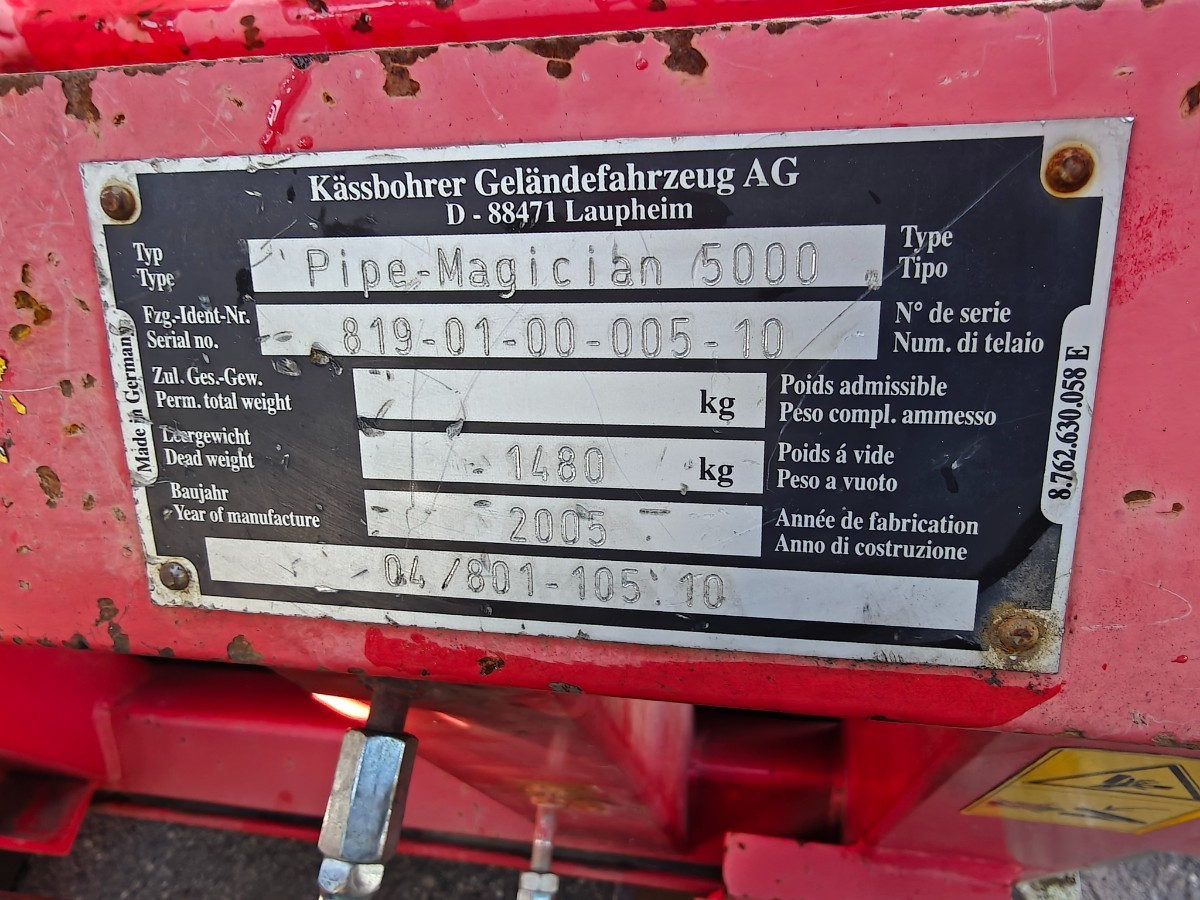 Kässbohrer Geländefahrzeug AG
D - 88471 Laupheim
Typ
Type
Pipe-Magician 5000
Type
Tipo
Fzg.-Ident-Nr.
Serial no.
819-01-00-005-10
N° de serie
Num. di telaio
Zul. Ges.-Gew.
Perm. total weight
kg
Poids admissible
Peso compl. ammesso
Leergewicht
Dead weight
1480 kg
Poids á vide
Peso a vuoto
Baujahr
Year of manufacture
2005
Année de fabrication
Anno di costruzione
04/801-105.10
Made in Germany
8.762.630.058 E